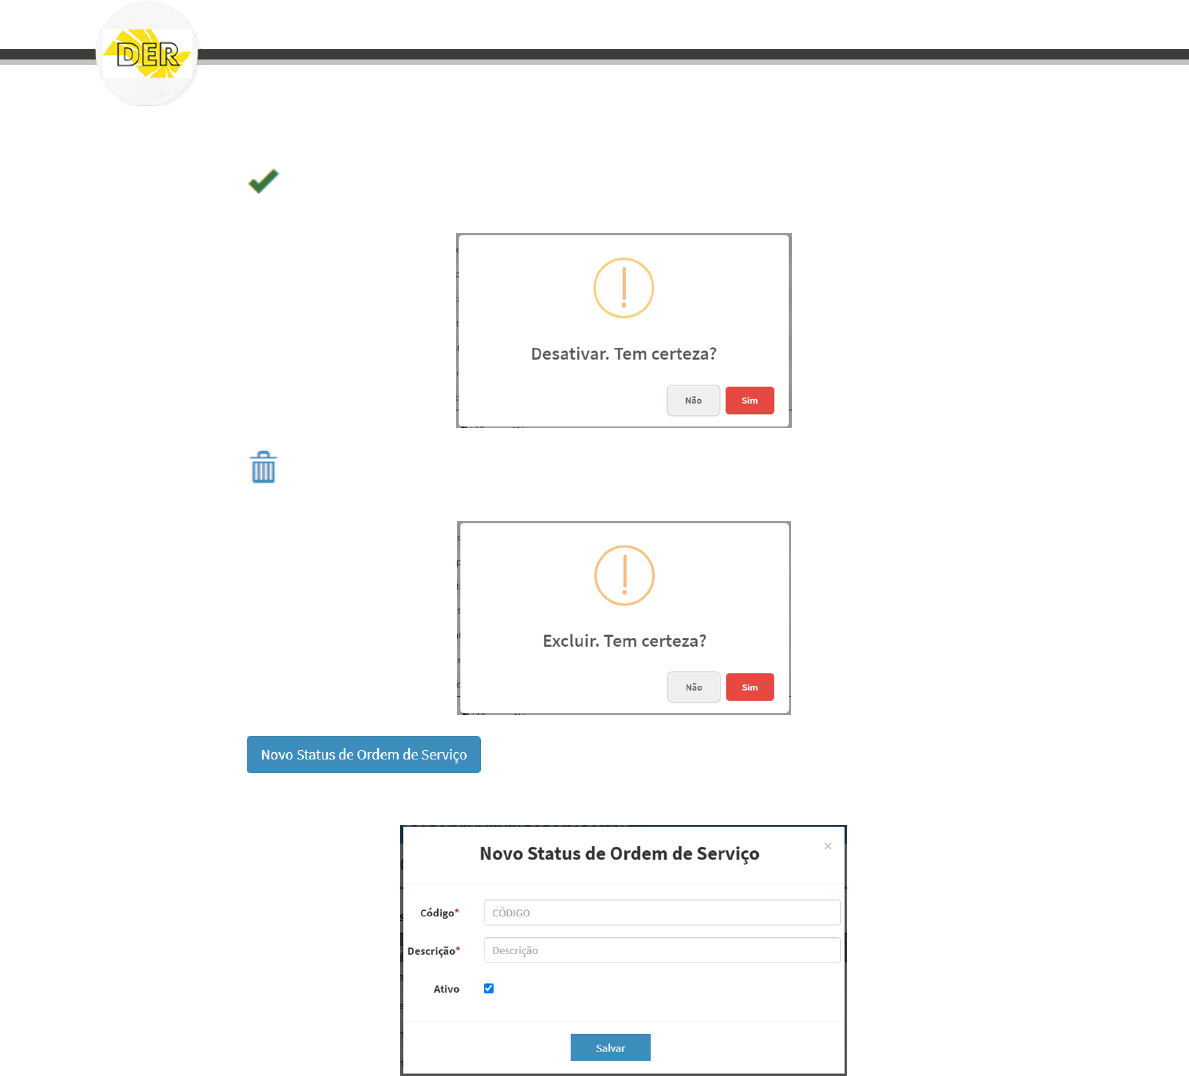 DER
Desativar. Tem certeza?
Não Sim
Excluir. Tem certeza?
Não Sim
Novo Status de Ordem de Serviço
Novo Status de Ordem de Serviço ×
Código* CÓDIGO
Descrição* Descrição
Ativo
Salvar